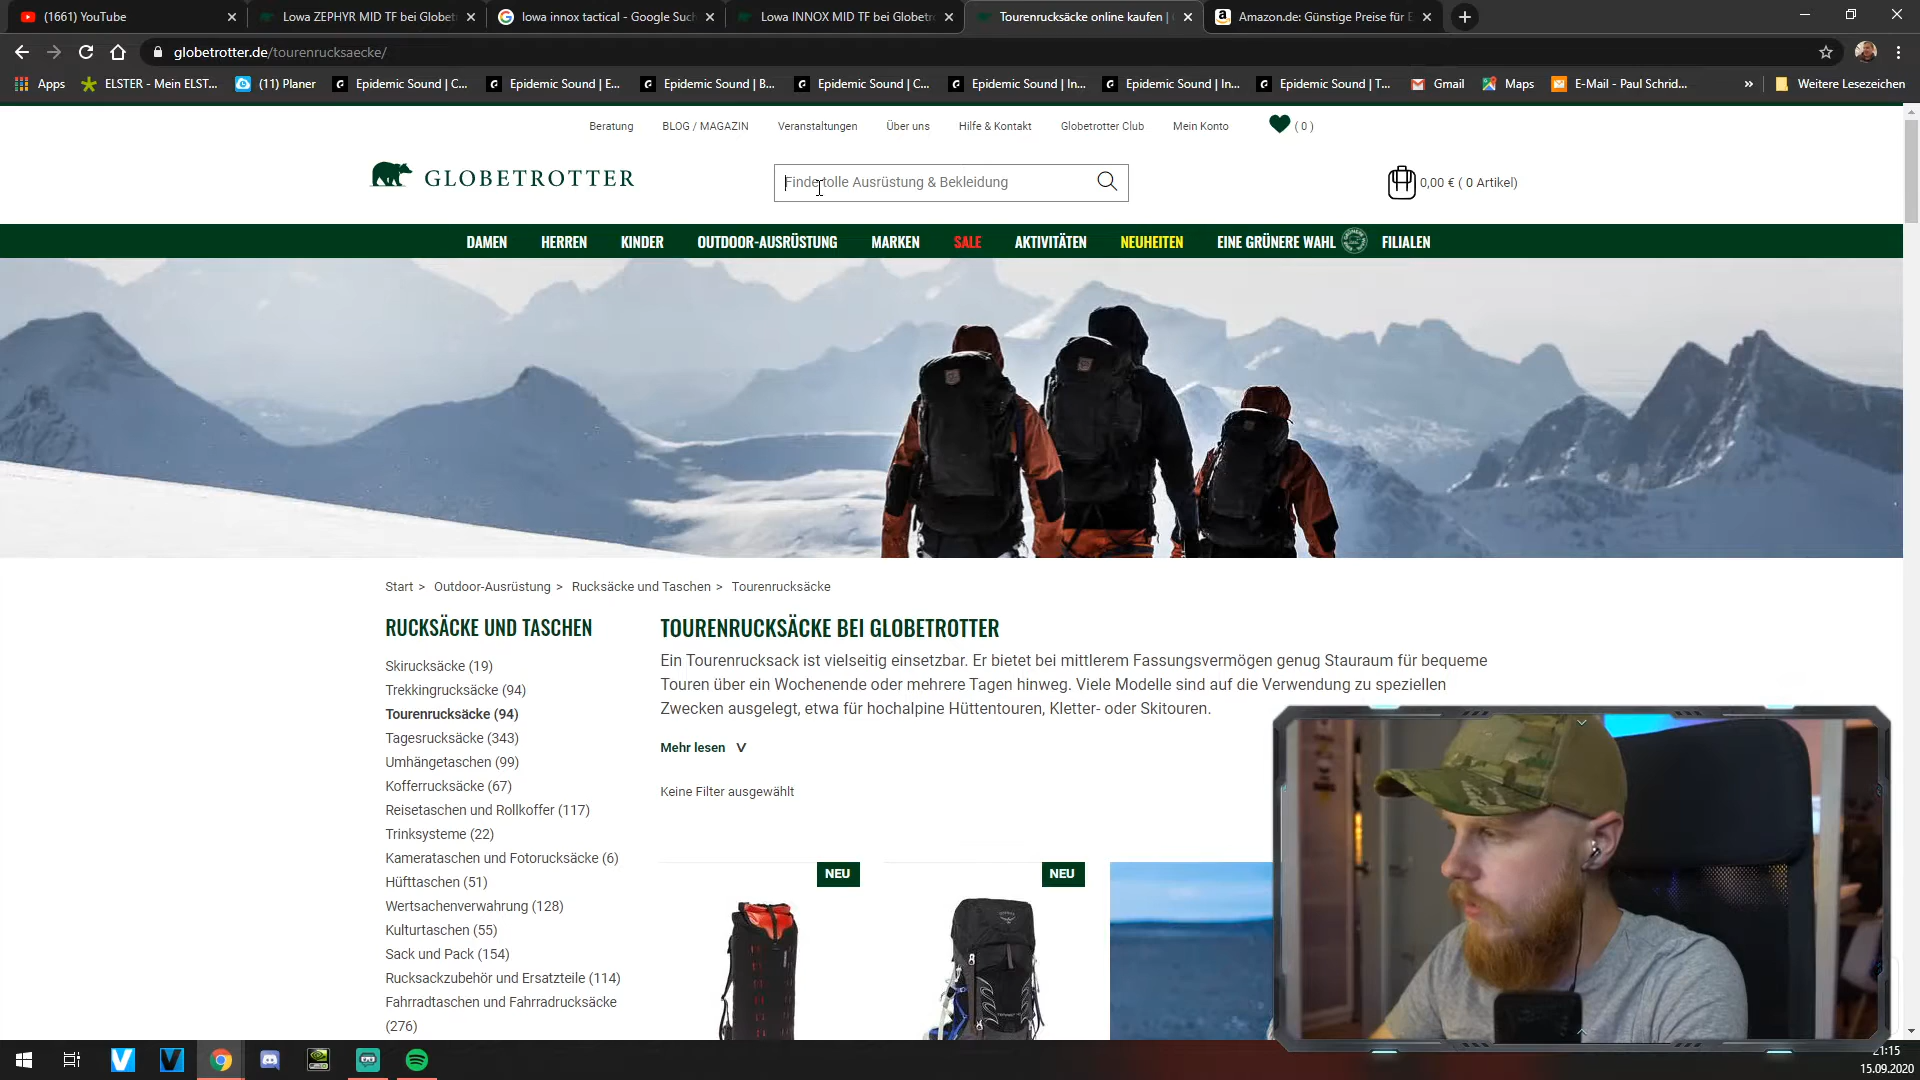 (1661) YouTube
Lowa ZEPHYR MID TF bei Globet
lowa innox tactical - Google Such
Lowa INNOX MID TF bei Globetro
Tourenrucksäcke online kaufen |
Amazon.de: Günstige Preise für E
globetrotter.de/tourenrucksaecke/
Apps
ELSTER - Mein ELST...
(11) Planer
Epidemic Sound | C...
Epidemic Sound | E...
Epidemic Sound | B...
Epidemic Sound | C...
Epidemic Sound | In...
Epidemic Sound | In...
Epidemic Sound | T...
Gmail
Maps
E-Mail - Paul Schrid...
»
Weitere Lesezeichen
Beratung
BLOG / MAGAZIN
Veranstaltungen
Über uns
Hilfe & Kontakt
Globetrotter Club
Mein Konto
( 0 )
GLOBETROTTER
Finde tolle Ausrüstung & Bekleidung
0,00 € ( 0 Artikel)
DAMEN
HERREN
KINDER
OUTDOOR-AUSRÜSTUNG
MARKEN
SALE
AKTIVITÄTEN
NEUHEITEN
EINE GRÜNERE WAHL
FILIALEN
Start > Outdoor-Ausrüstung > Rucksäcke und Taschen > Tourenrucksäcke
RUCKSÄCKE UND TASCHEN
Skirucksäcke (19)
Trekkingrucksäcke (94)
Tourenrucksäcke (94)
Tagesrucksäcke (343)
Umhängetaschen (99)
Kofferrucksäcke (67)
Reisetaschen und Rollkoffer (117)
Trinksysteme (22)
Kamerataschen und Fotorucksäcke (6)
Hüfttaschen (51)
Wertsachenverwahrung (128)
Kulturtaschen (55)
Sack und Pack (154)
Rucksackzubehör und Ersatzteile (114)
Fahrradtaschen und Fahrradrucksäcke
(276)
TOURENRUCKSÄCKE BEI GLOBETROTTER
Ein Tourenrucksack ist vielseitig einsetzbar. Er bietet bei mittlerem Fassungsvermögen genug Stauraum für bequeme
Touren über ein Wochenende oder mehrere Tagen hinweg. Viele Modelle sind auf die Verwendung zu speziellen
Zwecken ausgelegt, etwa für hochalpine Hüttentouren, Kletter- oder Skitouren.
Mehr lesen
Keine Filter ausgewählt
NEU
NEU
21:15
15.09.2020